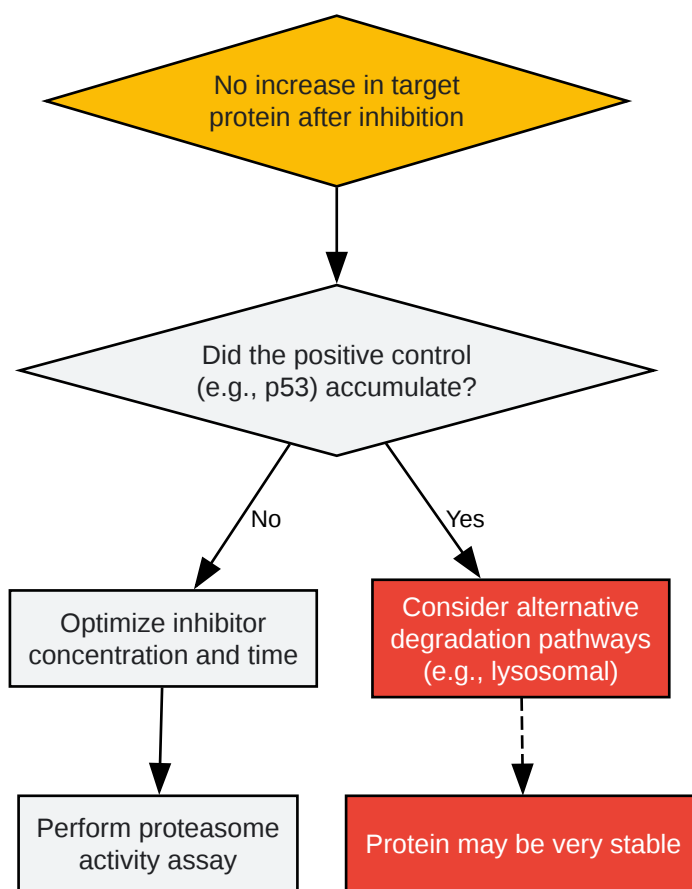 No increase in target
protein after inhibition
Did the positive control
(e.g., p53) accumulate?
No
Yes
Optimize inhibitor
concentration and time
Consider alternative
degradation pathways
(e.g., lysosomal)
Perform proteasome
activity assay
Protein may be very stable